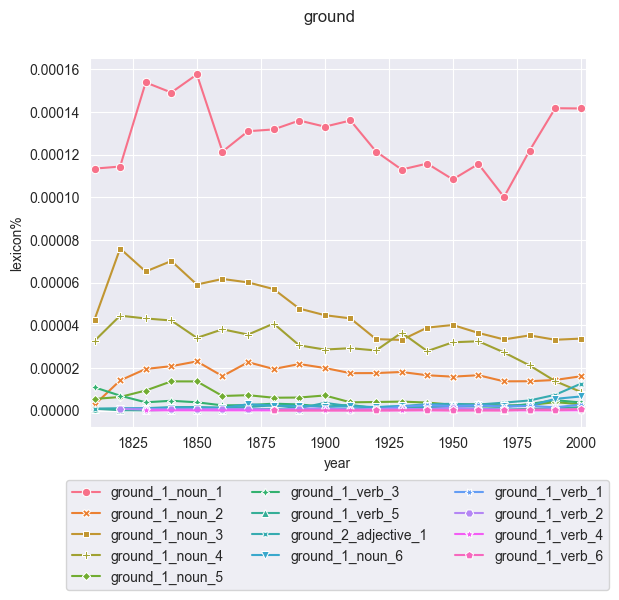 ground
0.00016
0.00014
0.00012
0.00010
0.00008
0.00006
0.00004
0.00002
0.00000
lexicon%
1825 1850 1875 1900 1925 1950 1975 2000
year
ground_1_noun_1 ground_1_verb_3 ground_1_verb_1
ground_1_noun_2 ground_1_verb_5 ground_1_verb_2
ground_1_noun_3 ground_2_adjective_1 ground_1_verb_4
ground_1_noun_4 ground_1_noun_6 ground_1_verb_6
ground_1_noun_5